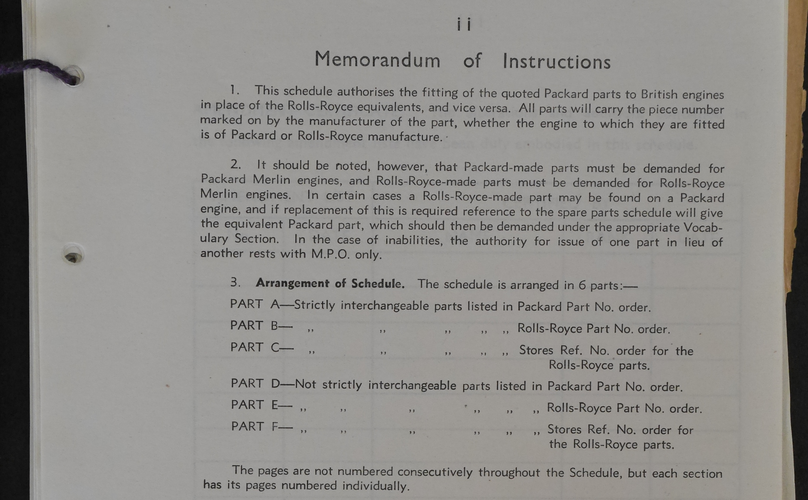 ii
Memorandum of Instructions
1. This schedule authorises the fitting of the quoted Packard parts to British engines
in place of the Rolls-Royce equivalents, and vice versa. All parts will carry the piece number
marked on by the manufacturer of the part, whether the engine to which they are fitted
is of Packard or Rolls-Royce manufacture.
2. It should be noted, however, that Packard-made parts must be demanded for
Packard Merlin engines, and Rolls-Royce-made parts must be demanded for Rolls-Royce
Merlin engines. In certain cases a Rolls-Royce-made part may be found on a Packard
engine, and if replacement of this is required reference to the spare parts schedule will give
the equivalent Packard part, which should then be demanded under the appropriate Vocab-
ulary Section. In the case of inabilities, the authority for issue of one part in lieu of
another rests with M.P.O. only.
3. Arrangement of Schedule. The schedule is arranged in 6 parts:—
PART A—Strictly interchangeable parts listed in Packard Part No. order.
PART B— ,, ,, ,, ,, ,, Rolls-Royce Part No. order.
PART C— ,, ,, ,, ,, ,, Stores Ref. No. order for the
Rolls-Royce parts.
PART D—Not strictly interchangeable parts listed in Packard Part No. order.
PART E— ,, ,, ,, ,, ,, ,, Rolls-Royce Part No. order.
PART F— ,, ,, ,, ,, ,, ,, Stores Ref. No. order for
the Rolls-Royce parts.
The pages are not numbered consecutively throughout the Schedule, but each section
has its pages numbered individually.